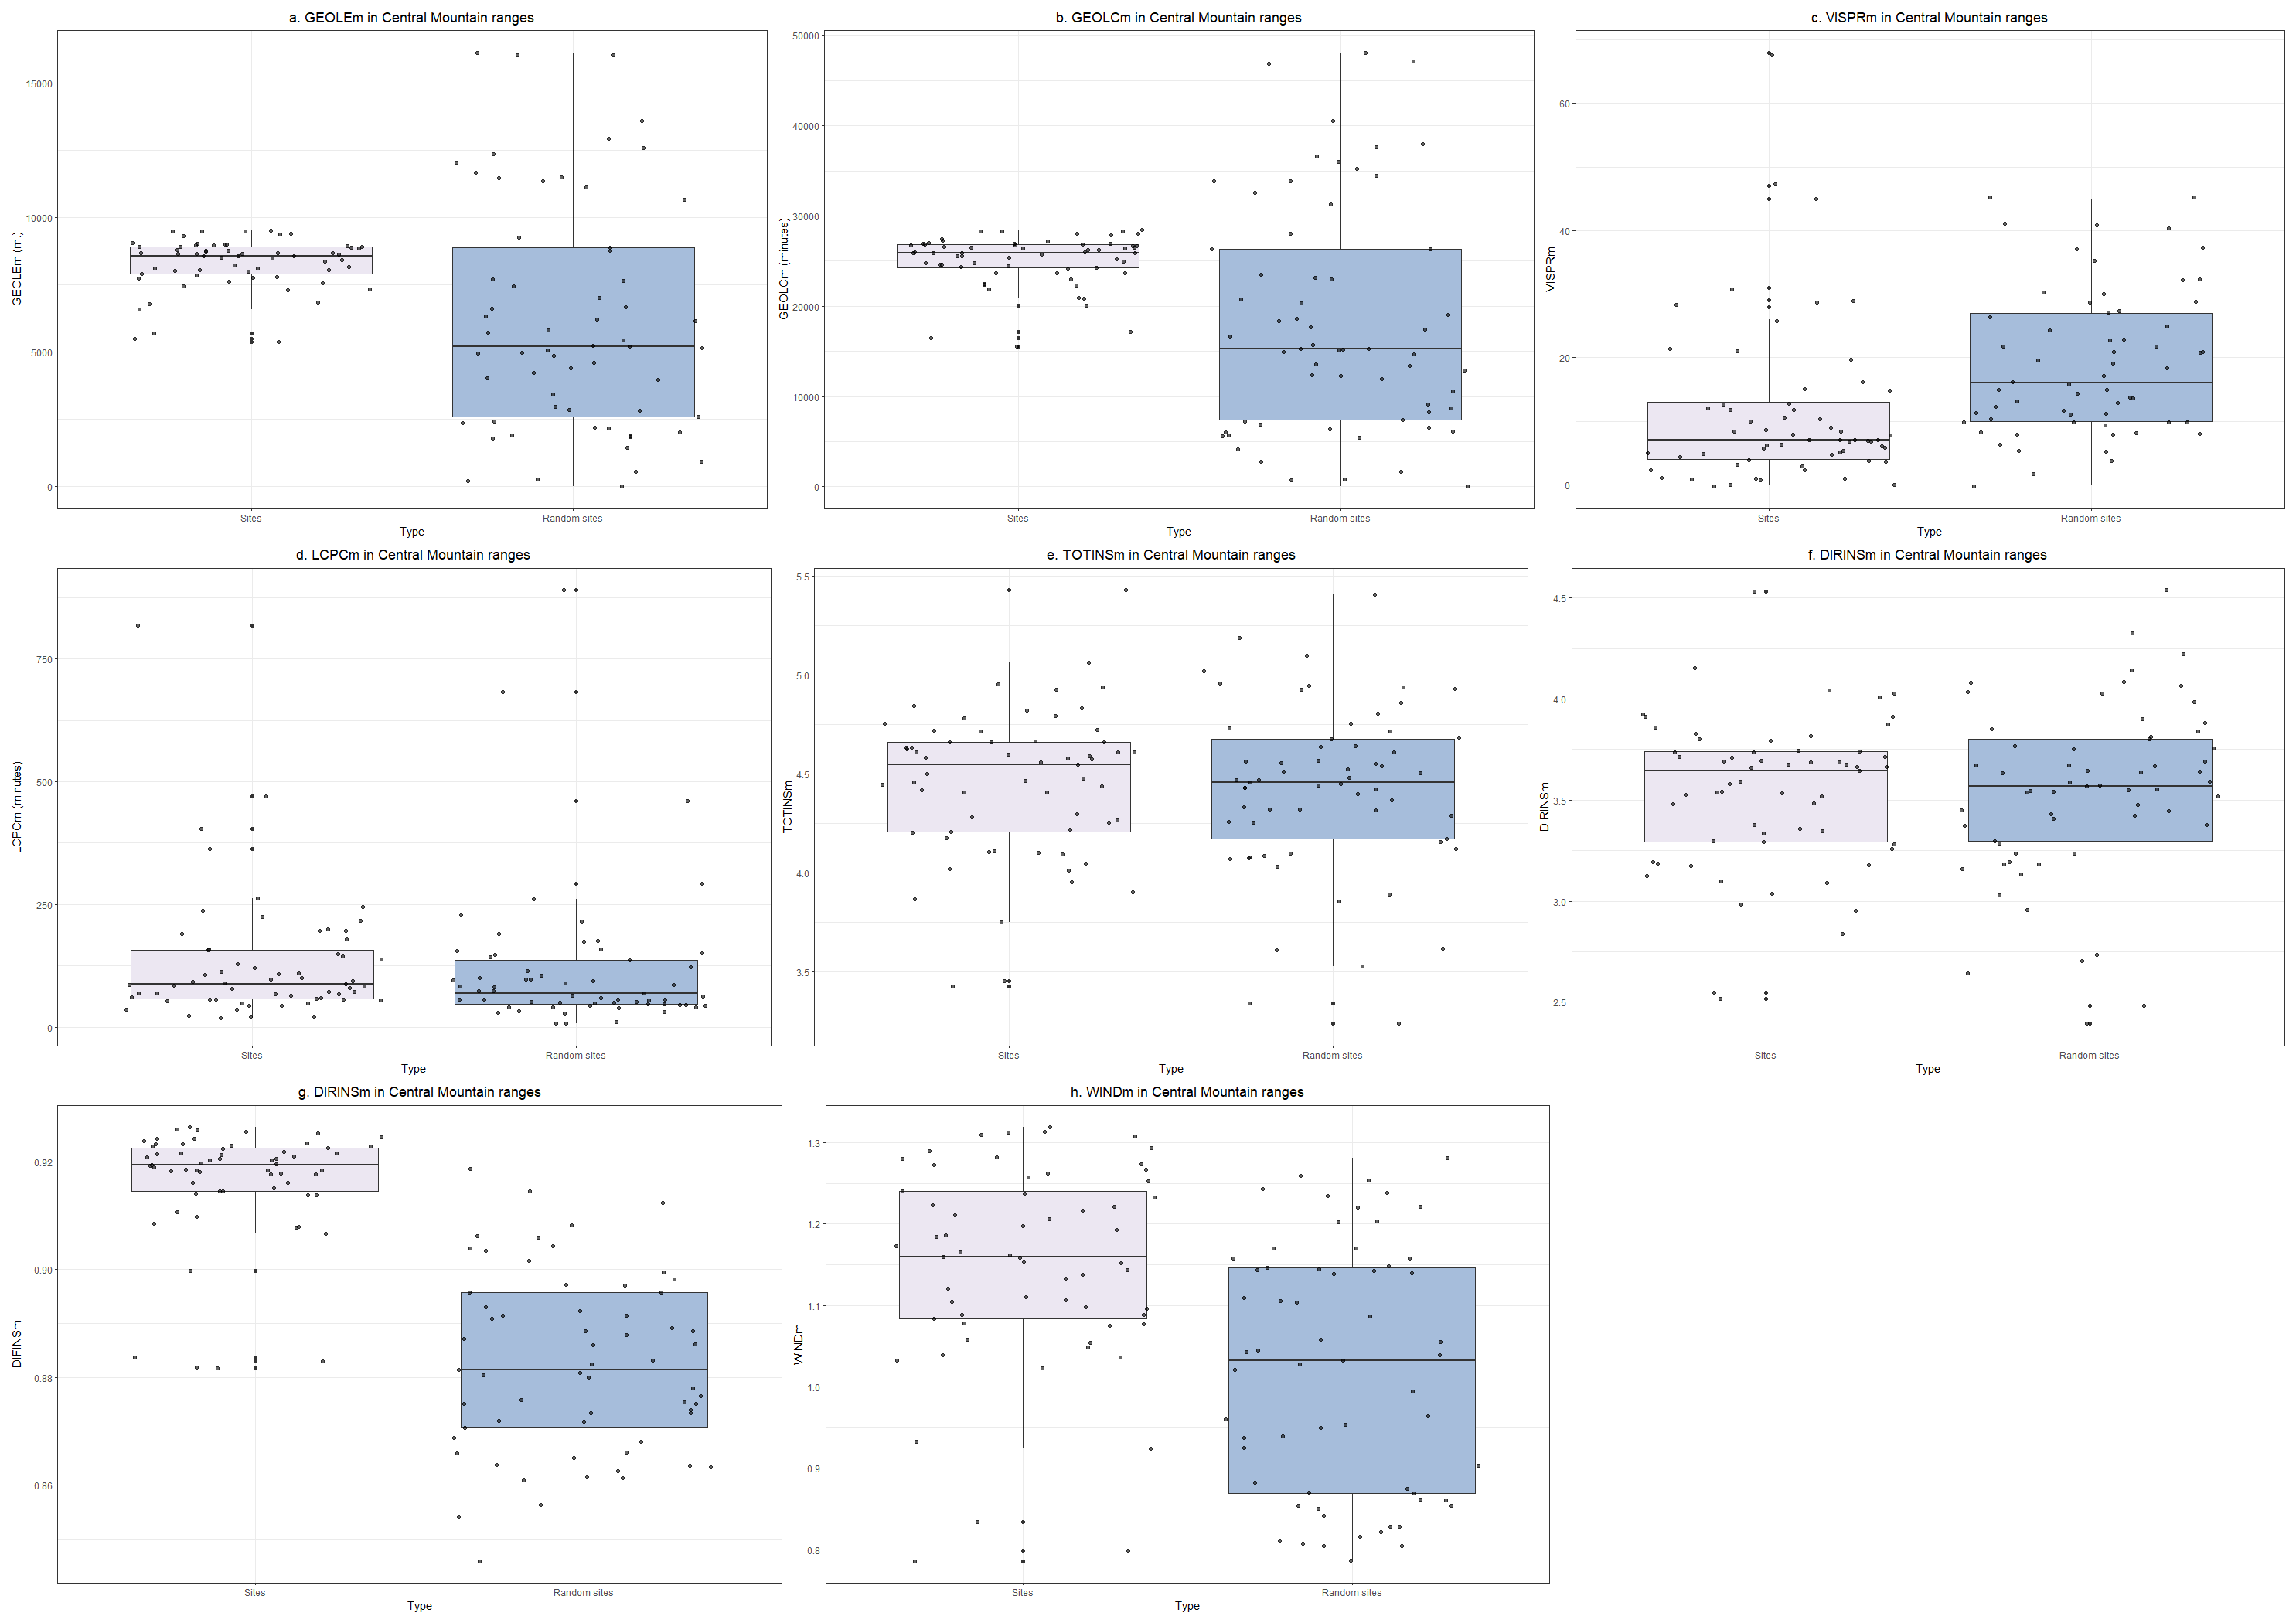 a. GEOLEm in Central Mountain ranges
GEOLEm (m.)
15000
10000
5000
0
Sites
Random sites
Type
b. GEOLCm in Central Mountain ranges
GEOLCm (minutes)
50000
40000
30000
20000
10000
0
Sites
Random sites
Type
c. VISPRm in Central Mountain ranges
VISPRm
60
40
20
0
Sites
Random sites
Type
d. LCPCm in Central Mountain ranges
LCPCm (minutes)
750
500
250
0
Sites
Random sites
Type
e. TOTINSm in Central Mountain ranges
TOTINSm
5.5
5.0
4.5
4.0
3.5
Sites
Random sites
Type
f. DIRINSm in Central Mountain ranges
DIRINSm
4.5
4.0
3.5
3.0
2.5
Sites
Random sites
Type
g. DIRINSm in Central Mountain ranges
DIFINSm
0.92
0.90
0.88
0.86
Sites
Random sites
Type
h. WINDm in Central Mountain ranges
WINDm
1.3
1.2
1.1
1.0
0.9
0.8
Sites
Random sites
Type